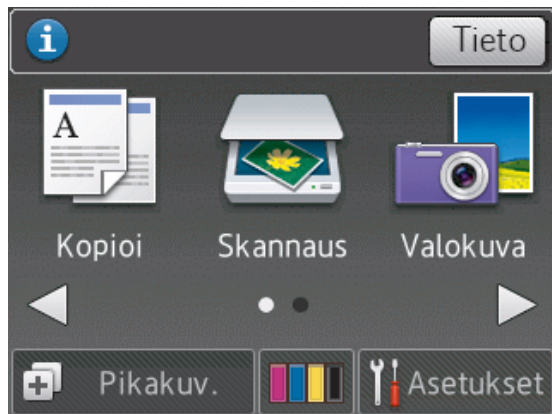 Tieto
A
Kopioi
Skannaus
Valokuva
Pikakuv.
Asetukset